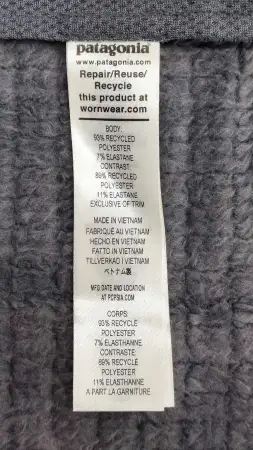 patagonia
www.patagonia.com
Repair/Reuse/
Recycle
this product at
wornwear.com
BODY:
93% RECYCLED
POLYESTER
7% ELASTANE
CONTRAST:
89% RECYCLED
POLYESTER
11% ELASTANE
EXCLUSIVE OF TRIM
MADE IN VIETNAM
FABRIQUÉ AU VIETNAM
HECHO EN VIETNAM
FATTO IN VIETNAM
TILLVERKAD I VIETNAM
ベトナム製
MFG DATE AND LOCATION
AT PCPSIA.COM
CORPS:
93% RECYCLÉ
POLYESTER
7% ELASTHANNE
CONTRASTE:
89% RECYCLÉ
POLYESTER
11% ELASTHANNE
A PART LA GARNITURE